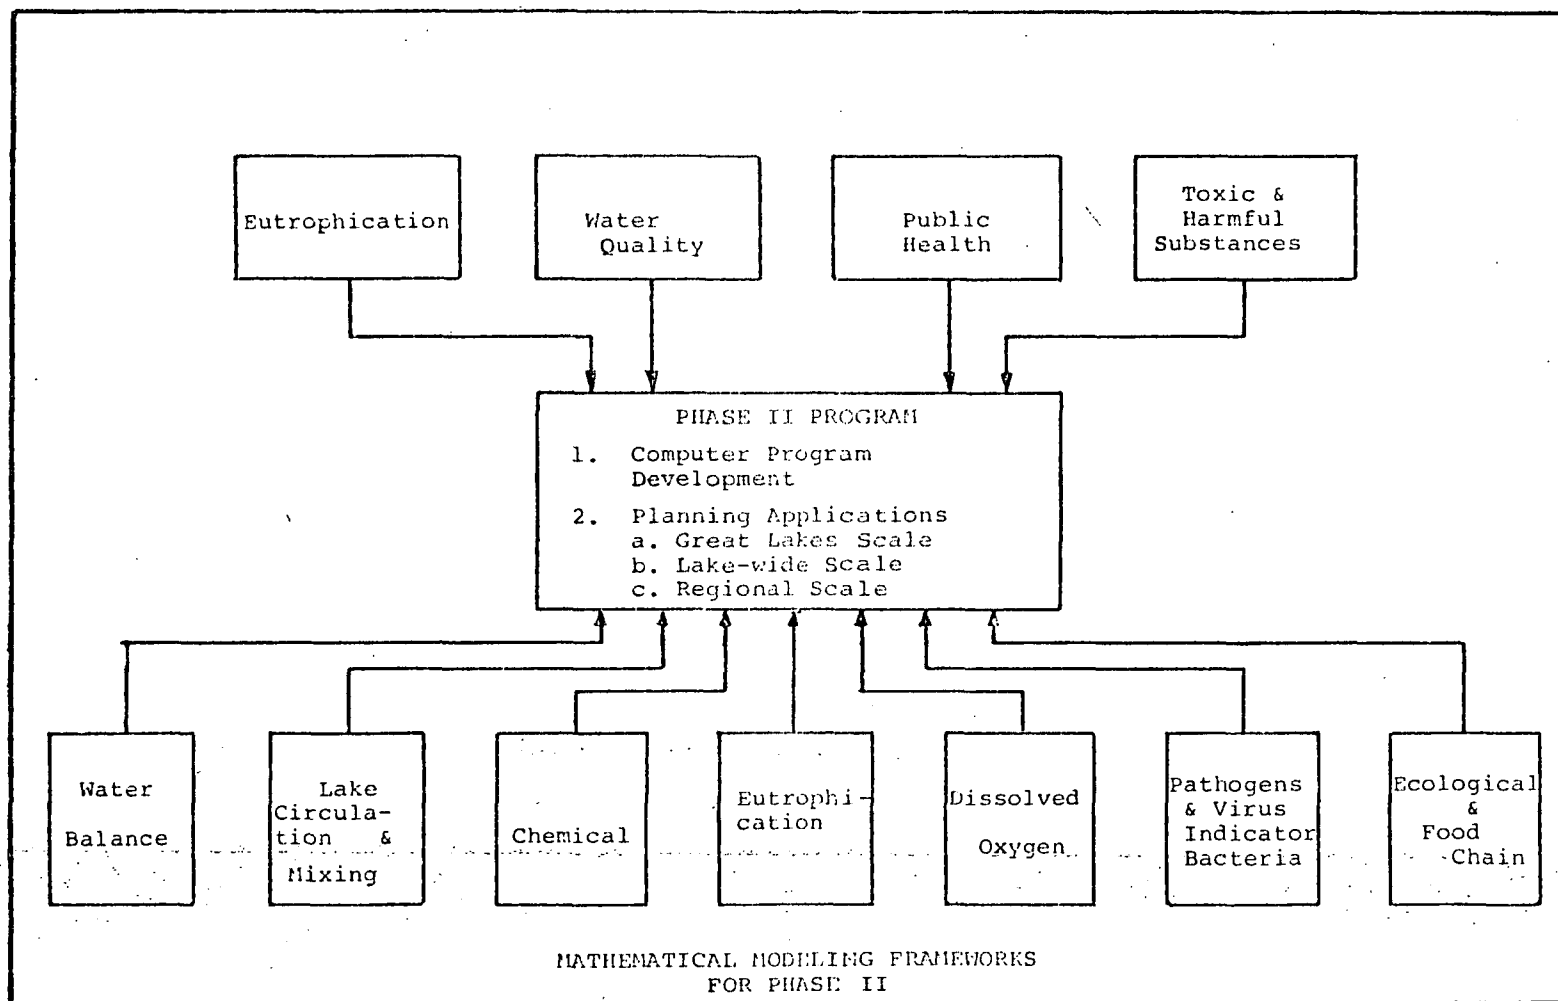 Eutrophication
Water
Quality
Public
Health
Toxic &
Harmful
Substances
PHASE II PROGRAM
1. Computer Program
Development
2. Planning Applications
a. Great Lakes Scale
b. Lake-wide Scale
c. Regional Scale
Water
Balance
Lake
Circula-
tion &
Mixing
Chemical
Eutrophi-
cation
Dissolved
Oxygen
Pathogens
& Virus
Indicator
Bacteria
Ecological
&
Food
Chain
MATHEMATICAL MODELING FRAMEWORKS
FOR PHASE II